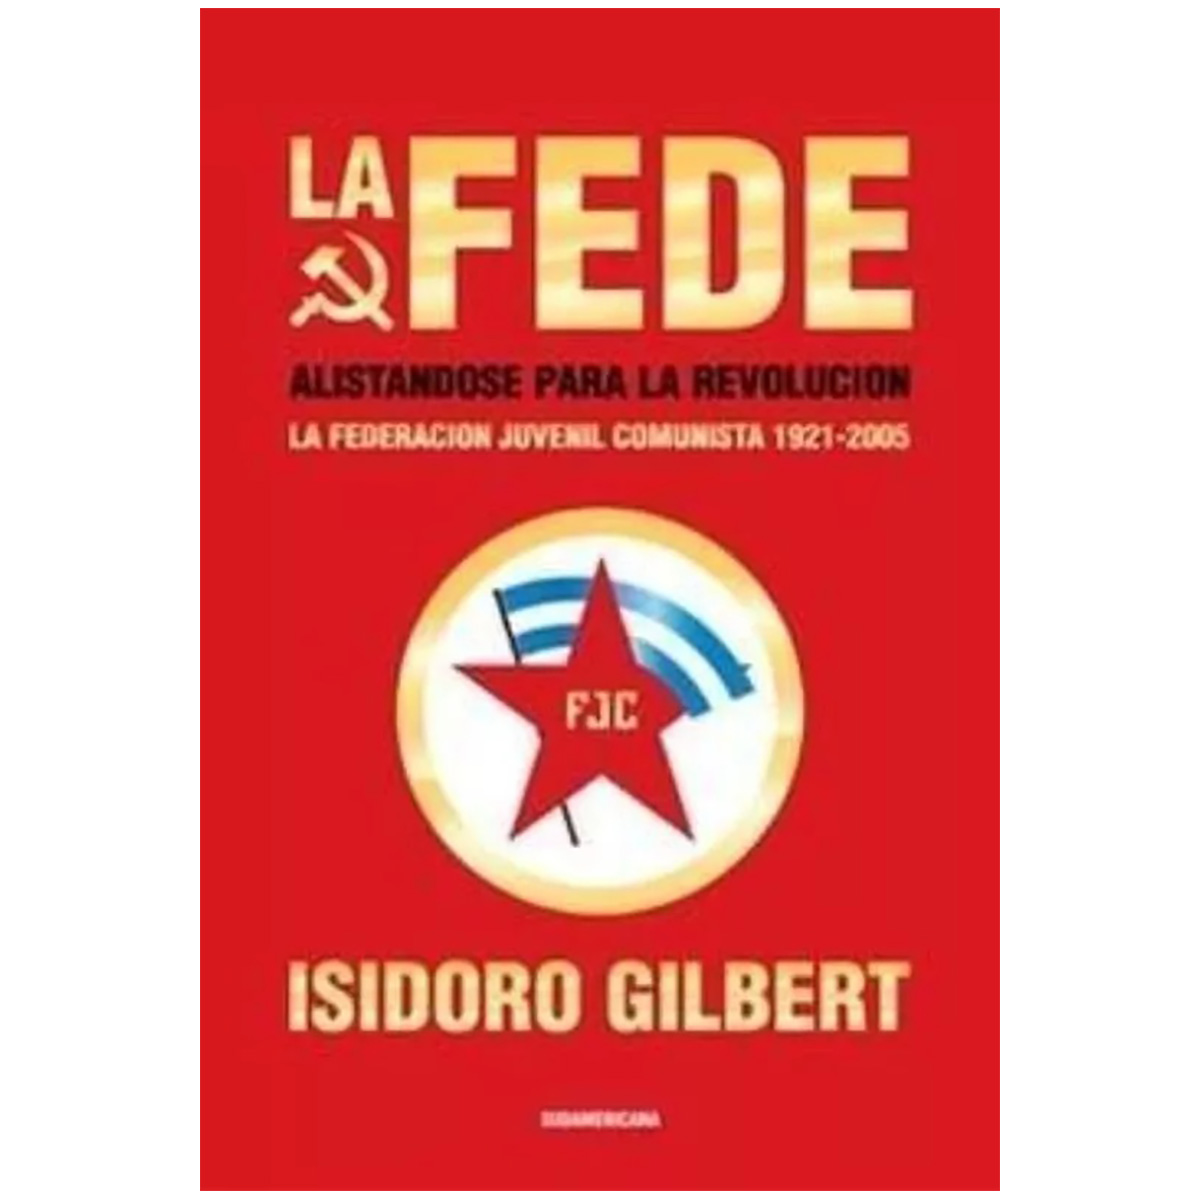 LA FEDE
ALISTANDOSE PARA LA REVOLUCION
LA FEDERACION JUVENIL COMUNISTA 1921-2005
FJC
ISIDORO GILBERT
SUDAMERICANA